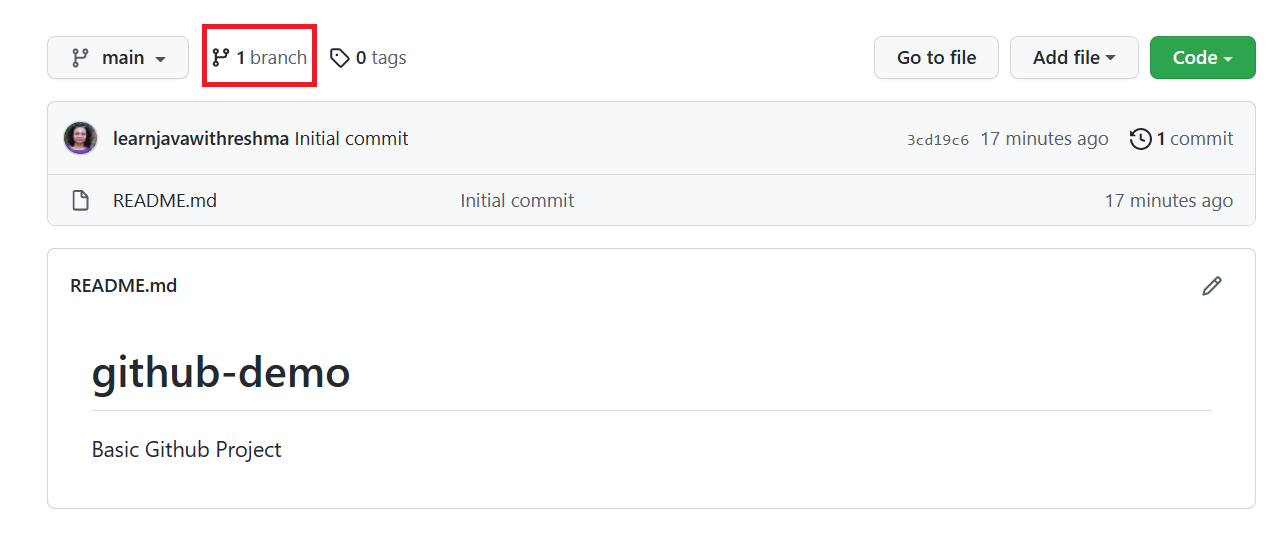 main 1 branch 0 tags Go to file Add file Code
learnjavawithreshma Initial commit 3cd19c6 17 minutes ago 1 commit
README.md Initial commit 17 minutes ago
README.md
github-demo
Basic Github Project